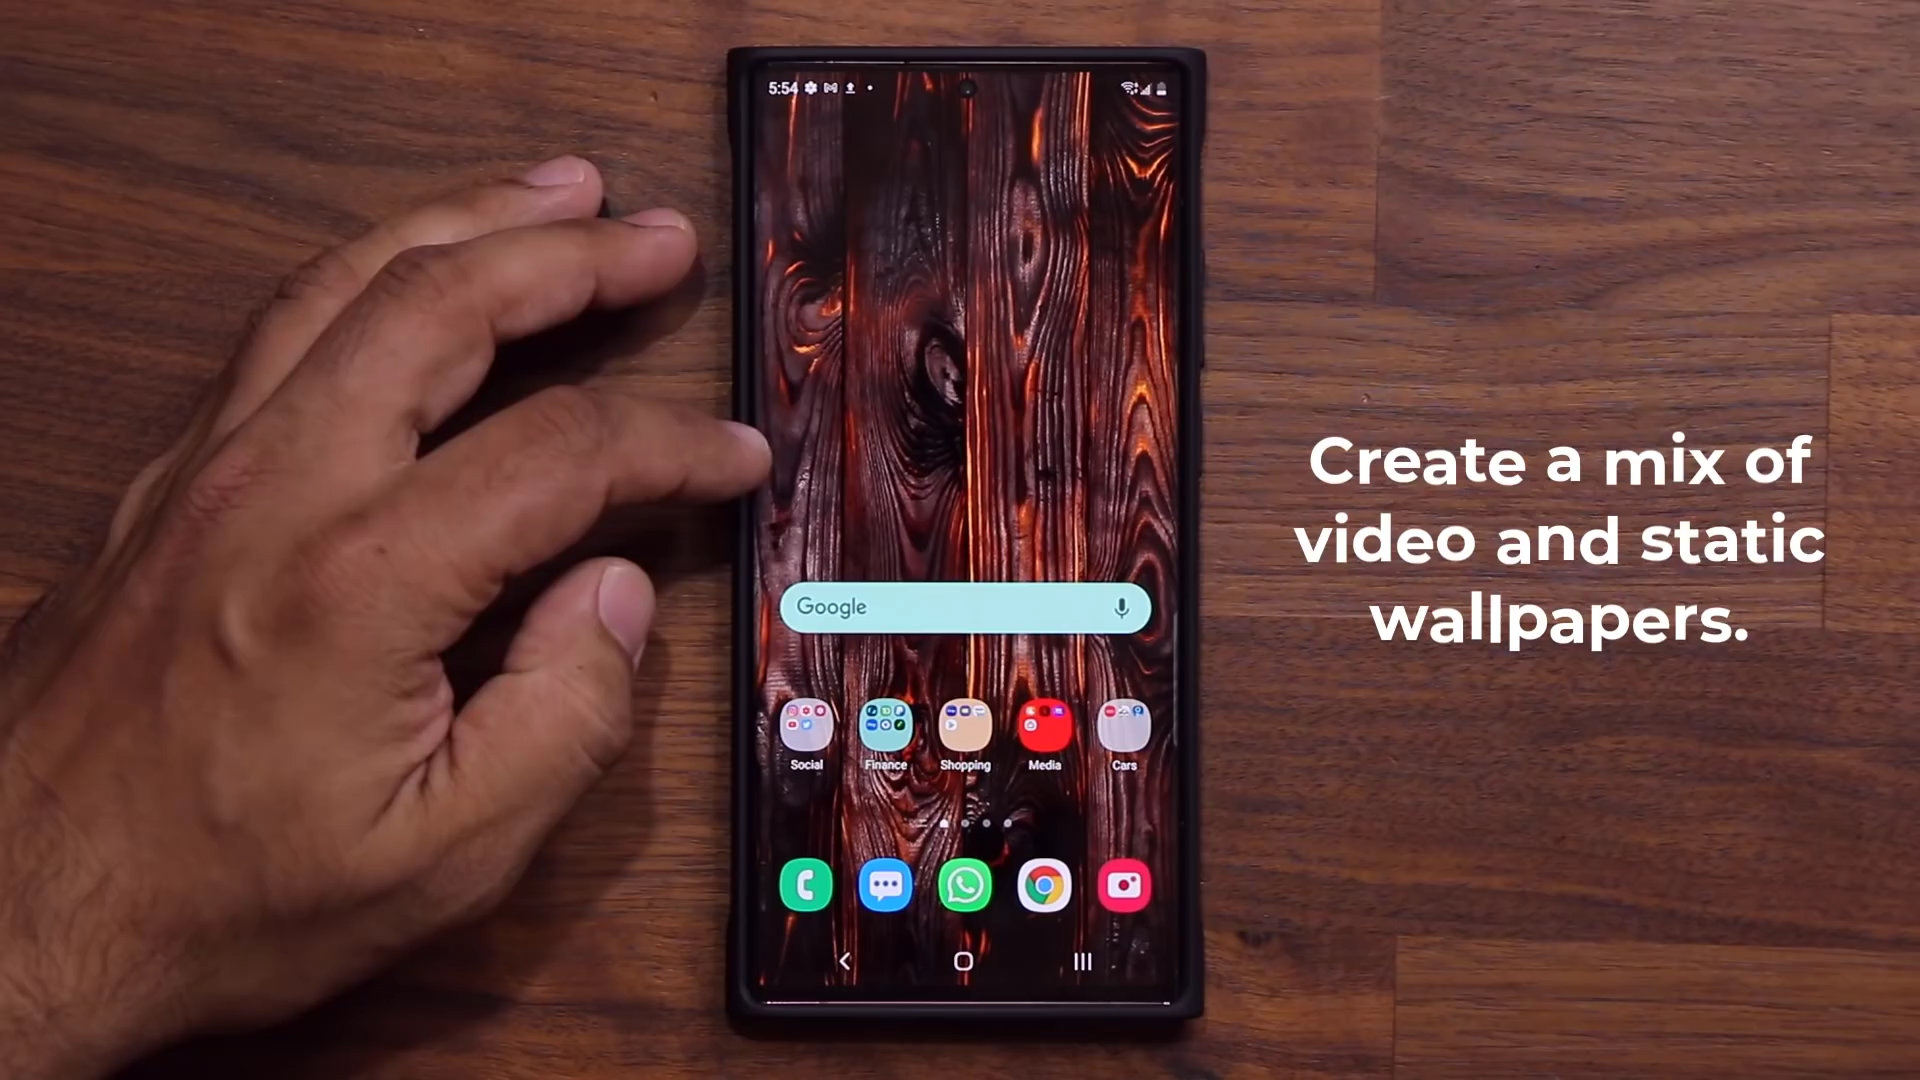 5:54
Google
Social
Finance
Shopping
Media
Cars
Create a mix of
video and static
wallpapers.